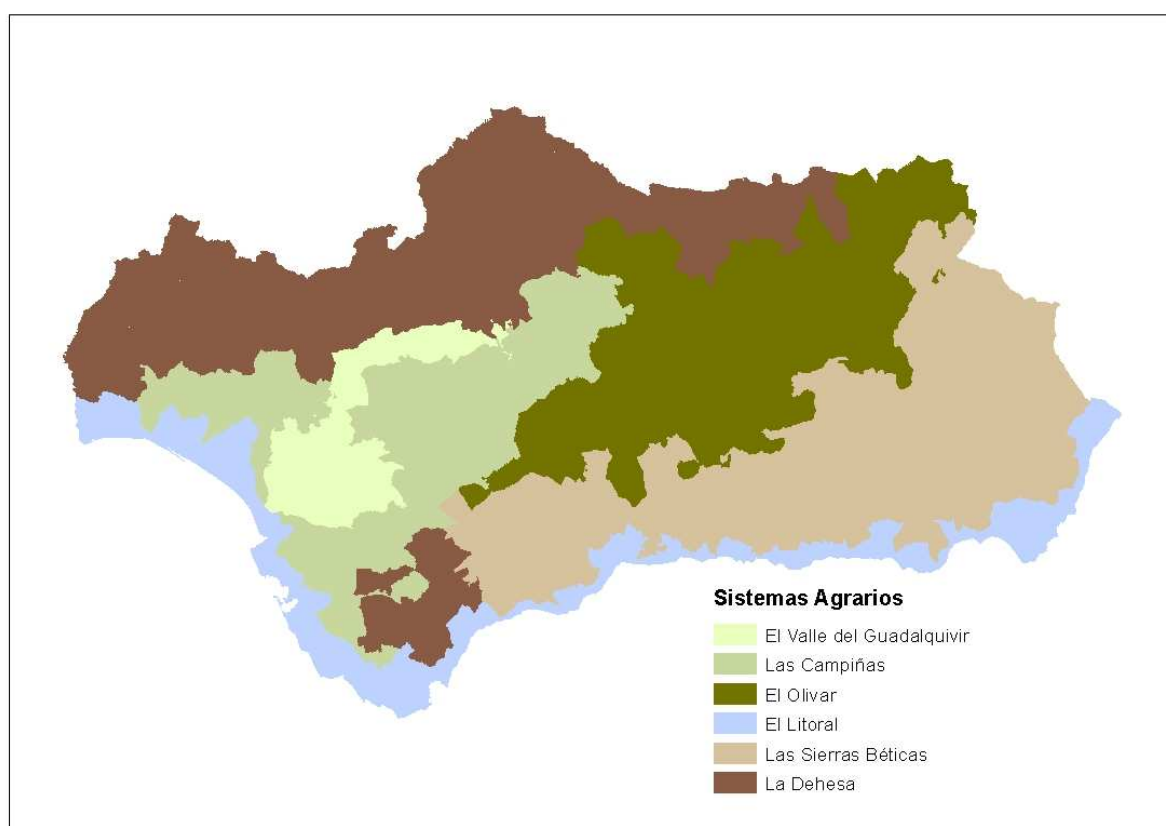 Sistemas Agrarios
El Valle del Guadalquivir
Las Campiñas
El Olivar
El Litoral
Las Sierras Béticas
La Dehesa